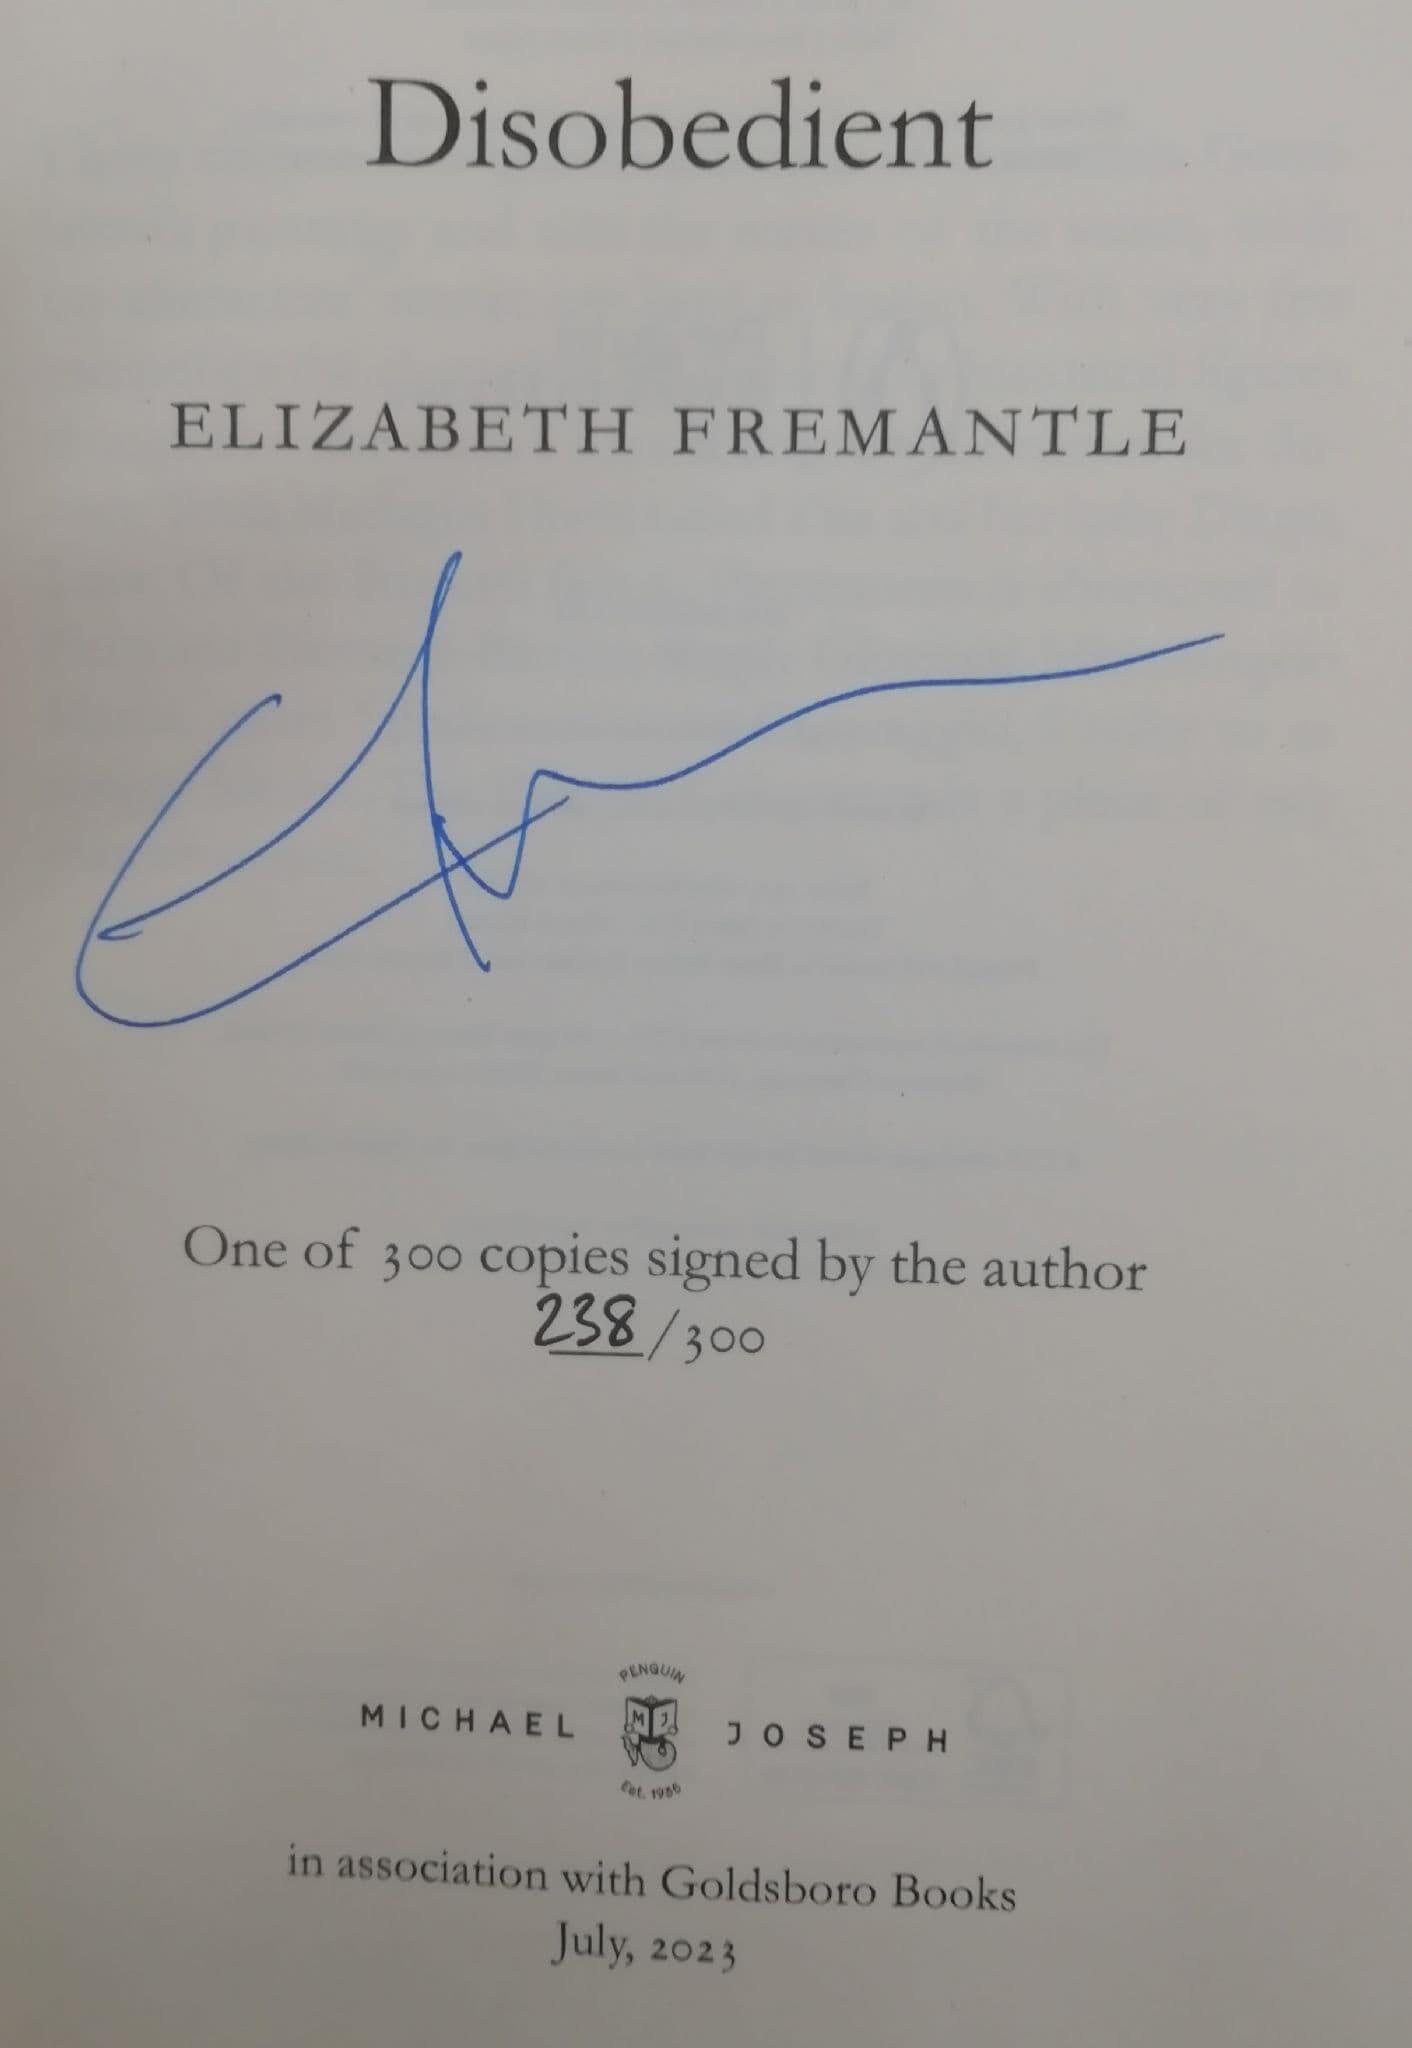 Disobedient
ELIZABETH FREMANTLE
One of 300 copies signed by the author
238/300
PENGUIN
MICHAEL MJ JOSEPH
Est. 1935
in association with Goldsboro Books
July, 2023